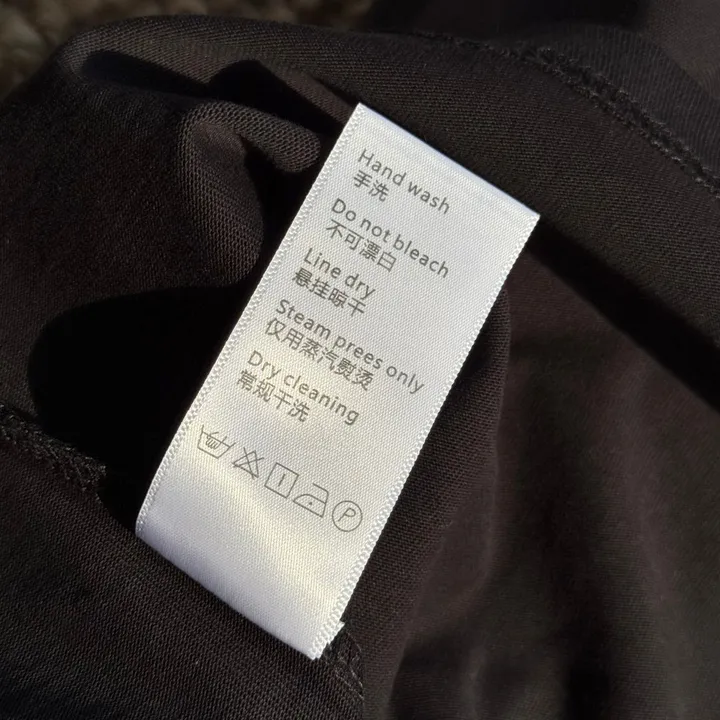 Hand wash
手洗
Do not bleach
不可漂白
Line dry
悬挂晾干
Steam prees only
仅用蒸汽熨烫
Dry cleaning
常规干洗
P